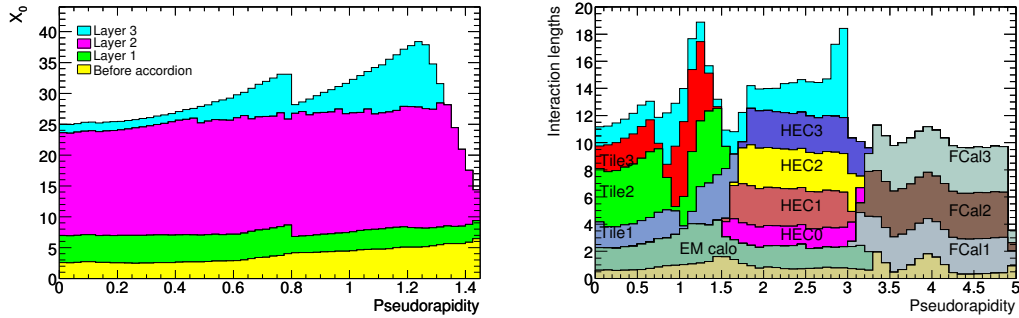 X0
40
35
30
25
20
15
10
5
0
Layer 3
Layer 2
Layer 1
Before accordion
0 0.2 0.4 0.6 0.8 1 1.2 1.4
Pseudorapidity
Interaction lengths
20
18
16
14
12
10
8
6
4
2
0
Tile3
Tile2
Tile1
EM calo
HEC3
HEC2
HEC1
HEC0
FCal3
FCal2
FCal1
0 0.5 1 1.5 2 2.5 3 3.5 4 4.5 5
Pseudorapidity